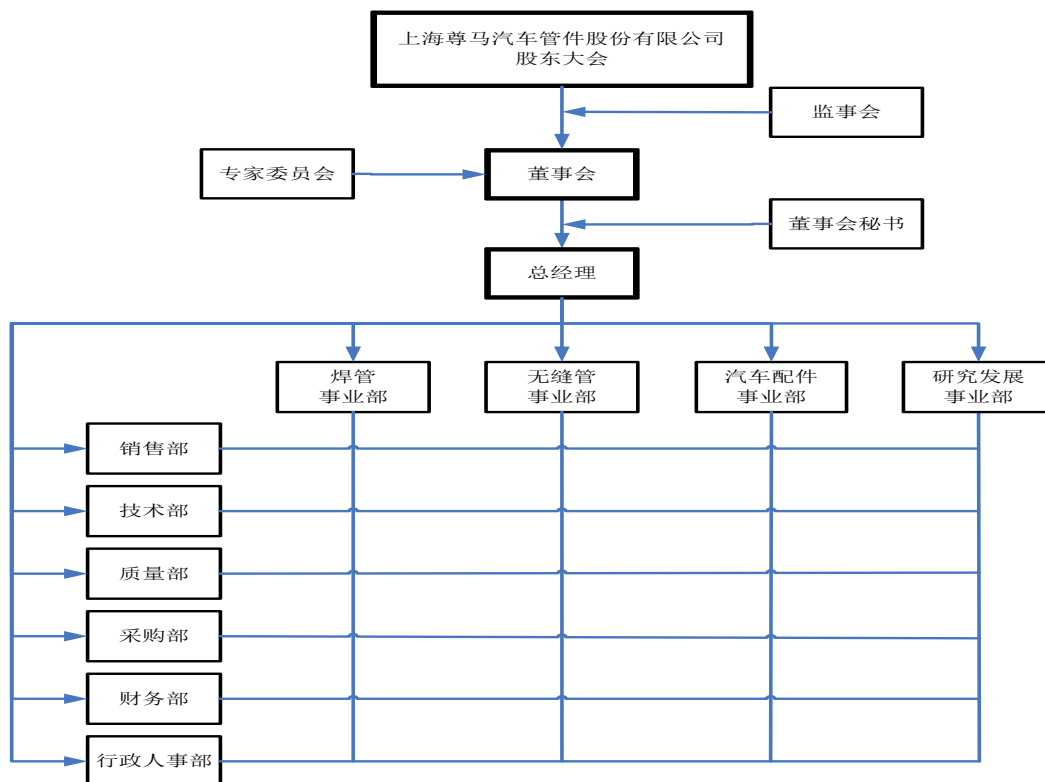 上海尊马汽车管件股份有限公司
股东大会
监事会
专家委员会
董事会
董事会秘书
总经理
焊管
事业部
无缝管
事业部
汽车配件
事业部
研究发展
事业部
销售部
技术部
质量部
采购部
财务部
行政人事部